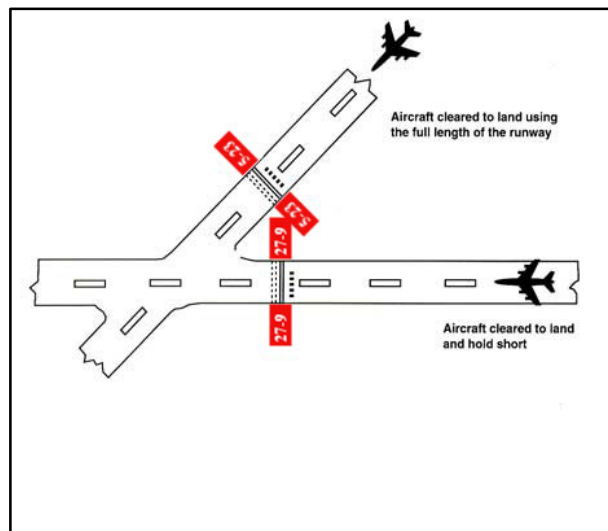 Aircraft cleared to land using
the full length of the runway
5-23
5-23
27-9
27-9
Aircraft cleared to land
and hold short